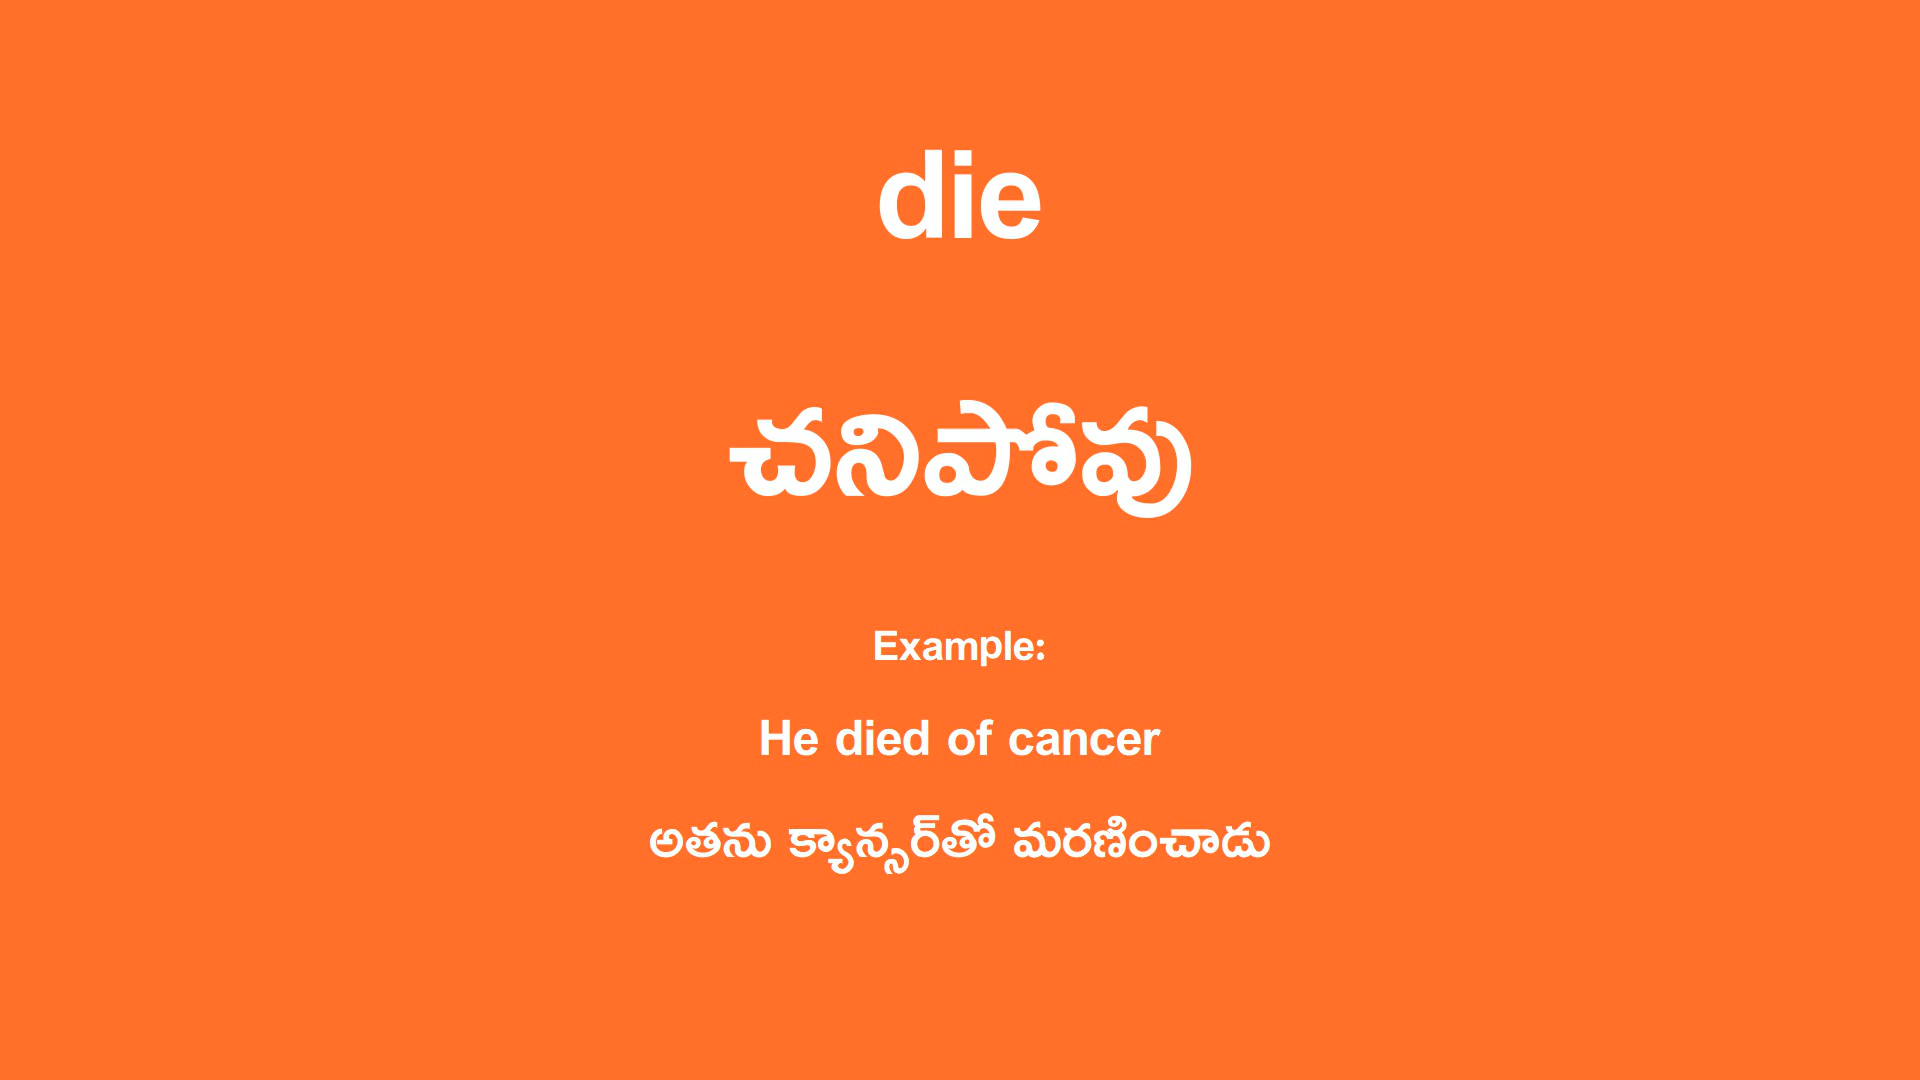 die
చనిపోవు
Example:
He died of cancer
అతను క్యాన్సర్‌తో మరణించాడు